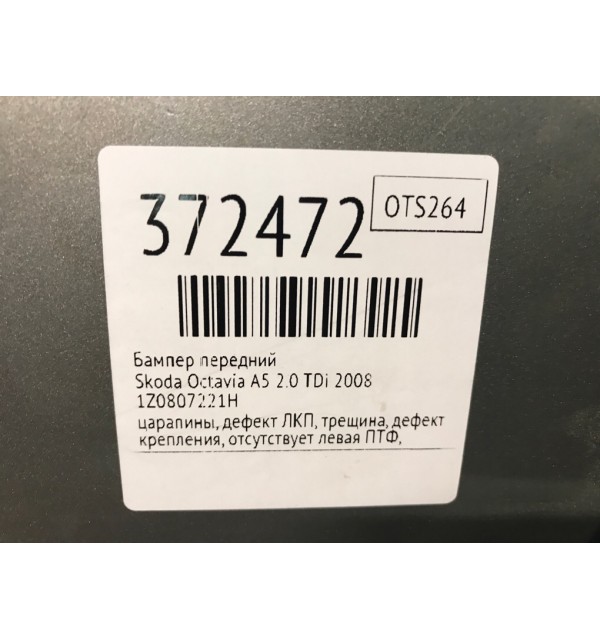 372472
OTS264
Бампер передний
Skoda Octavia A5 2.0 TDi 2008
1Z0807221H
царапины, дефект ЛКП, трещина, дефект
крепления, отсутствует левая ПТФ,